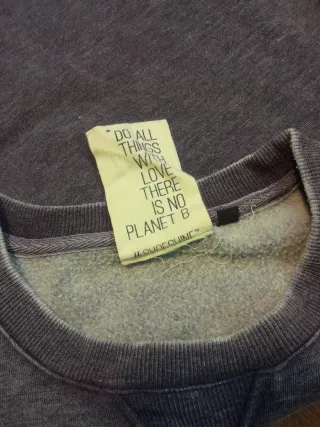 "DO ALL
THINGS
WITH
LOVE
THERE
IS NO
PLANET B